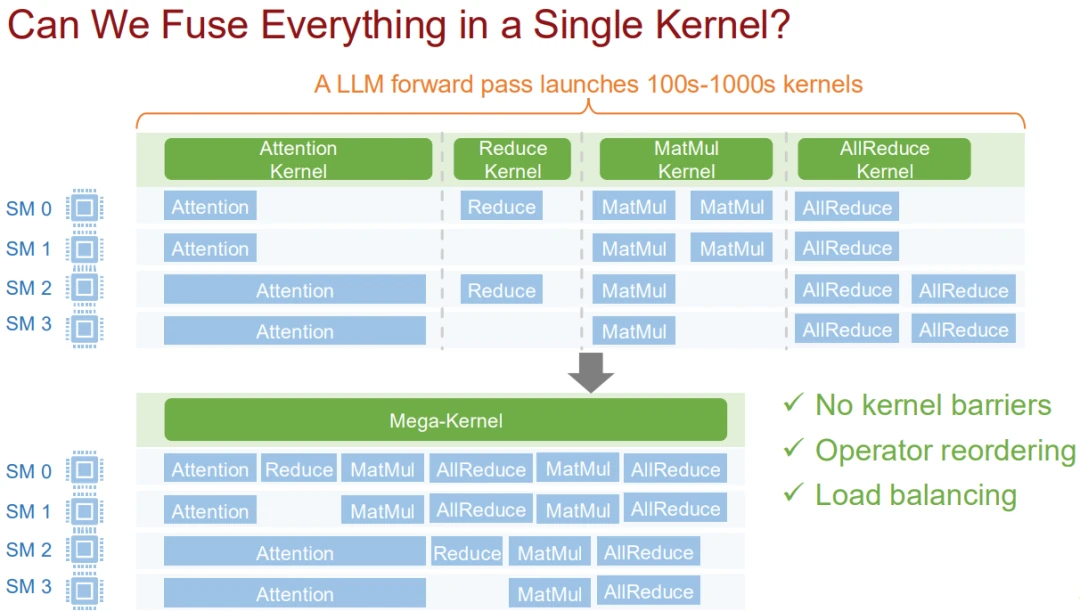 Can We Fuse Everything in a Single Kernel?
A LLM forward pass launches 100s-1000s kernels
Attention
Kernel
Reduce
Kernel
MatMul
Kernel
AllReduce
Kernel
SM 0 Attention Reduce MatMul MatMul AllReduce
SM 1 Attention MatMul MatMul AllReduce
SM 2 Attention Reduce MatMul AllReduce AllReduce
SM 3 Attention MatMul AllReduce AllReduce
Mega-Kernel
SM 0 Attention Reduce MatMul AllReduce MatMul AllReduce
SM 1 Attention MatMul AllReduce MatMul AllReduce
SM 2 Attention Reduce MatMul AllReduce
SM 3 Attention MatMul AllReduce
✓ No kernel barriers
✓ Operator reordering
✓ Load balancing